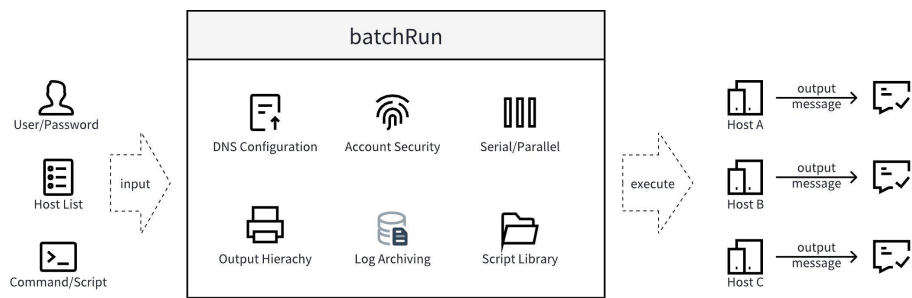 batchRun
User/Password
Host List
Command/Script
input
DNS Configuration
Account Security
Serial/Parallel
Output Hierachy
Log Archiving
Script Library
execute
Host A
output
message
Host B
output
message
Host C
output
message